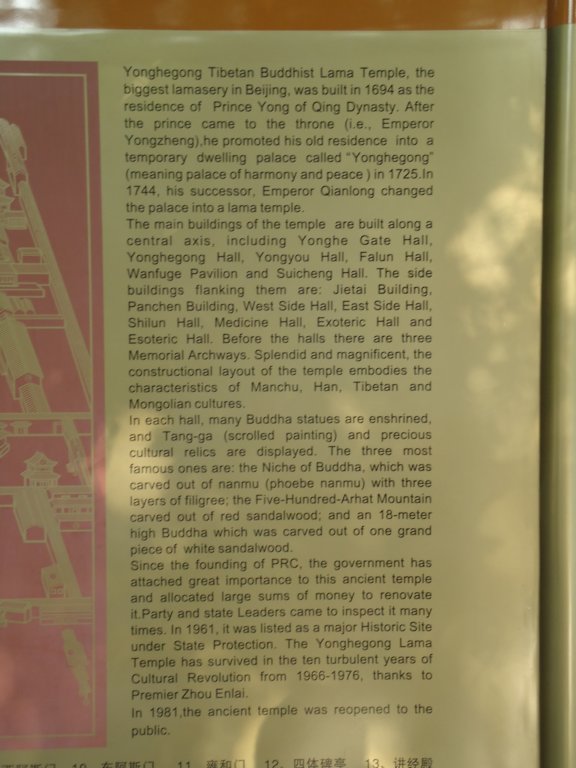 Yonghegong Tibetan Buddhist Lama Temple, the
biggest lamasery in Beijing, was built in 1694 as the
residence of Prince Yong of Qing Dynasty. After
the prince came to the throne (i.e., Emperor
Yongzheng),he promoted his old residence into a
temporary dwelling palace called "Yonghegong"
(meaning palace of harmony and peace ) in 1725.In
1744, his successor, Emperor Qianlong changed
the palace into a lama temple.
The main buildings of the temple are built along a
central axis, including Yonghe Gate Hall,
Yonghegong Hall, Yongyou Hall, Falun Hall,
Wanfuge Pavilion and Suicheng Hall. The side
buildings flanking them are: Jietai Building,
Panchen Building, West Side Hall, East Side Hall,
Shilun Hall, Medicine Hall, Exoteric Hall and
Esoteric Hall. Before the halls there are three
Memorial Archways. Splendid and magnificent, the
constructional layout of the temple embodies the
characteristics of Manchu, Han, Tibetan and
Mongolian cultures.
In each hall, many Buddha statues are enshrined,
and Tang-ga (scrolled painting) and precious
cultural relics are displayed. The three most
famous ones are: the Niche of Buddha, which was
carved out of nanmu (phoebe nanmu) with three
layers of filigree; the Five-Hundred-Arhat Mountain
carved out of red sandalwood; and an 18-meter
high Buddha which was carved out of one grand
piece of white sandalwood.
Since the founding of PRC, the government has
attached great importance to this ancient temple
and allocated large sums of money to renovate
it.Party and state Leaders came to inspect it many
times. In 1961, it was listed as a major Historic Site
under State Protection. The Yonghegong Lama
Temple has survived in the ten turbulent years of
Cultural Revolution from 1966-1976, thanks to
Premier Zhou Enlai.
In 1981,the ancient temple was reopened to the
public.
西阿斯门 10、东阿斯门 11、雍和门 12、四体碑亭 13、讲经殿